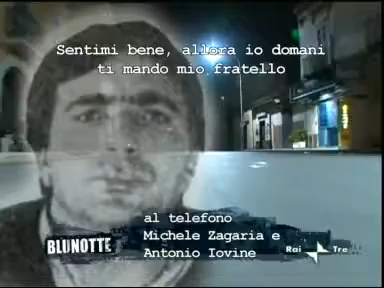 Sentimi bene, allora io domani
ti mando mio fratello
al telefono
Michele Zagaria e
Antonio Iovine
BLUNOTTE
Rai Tre